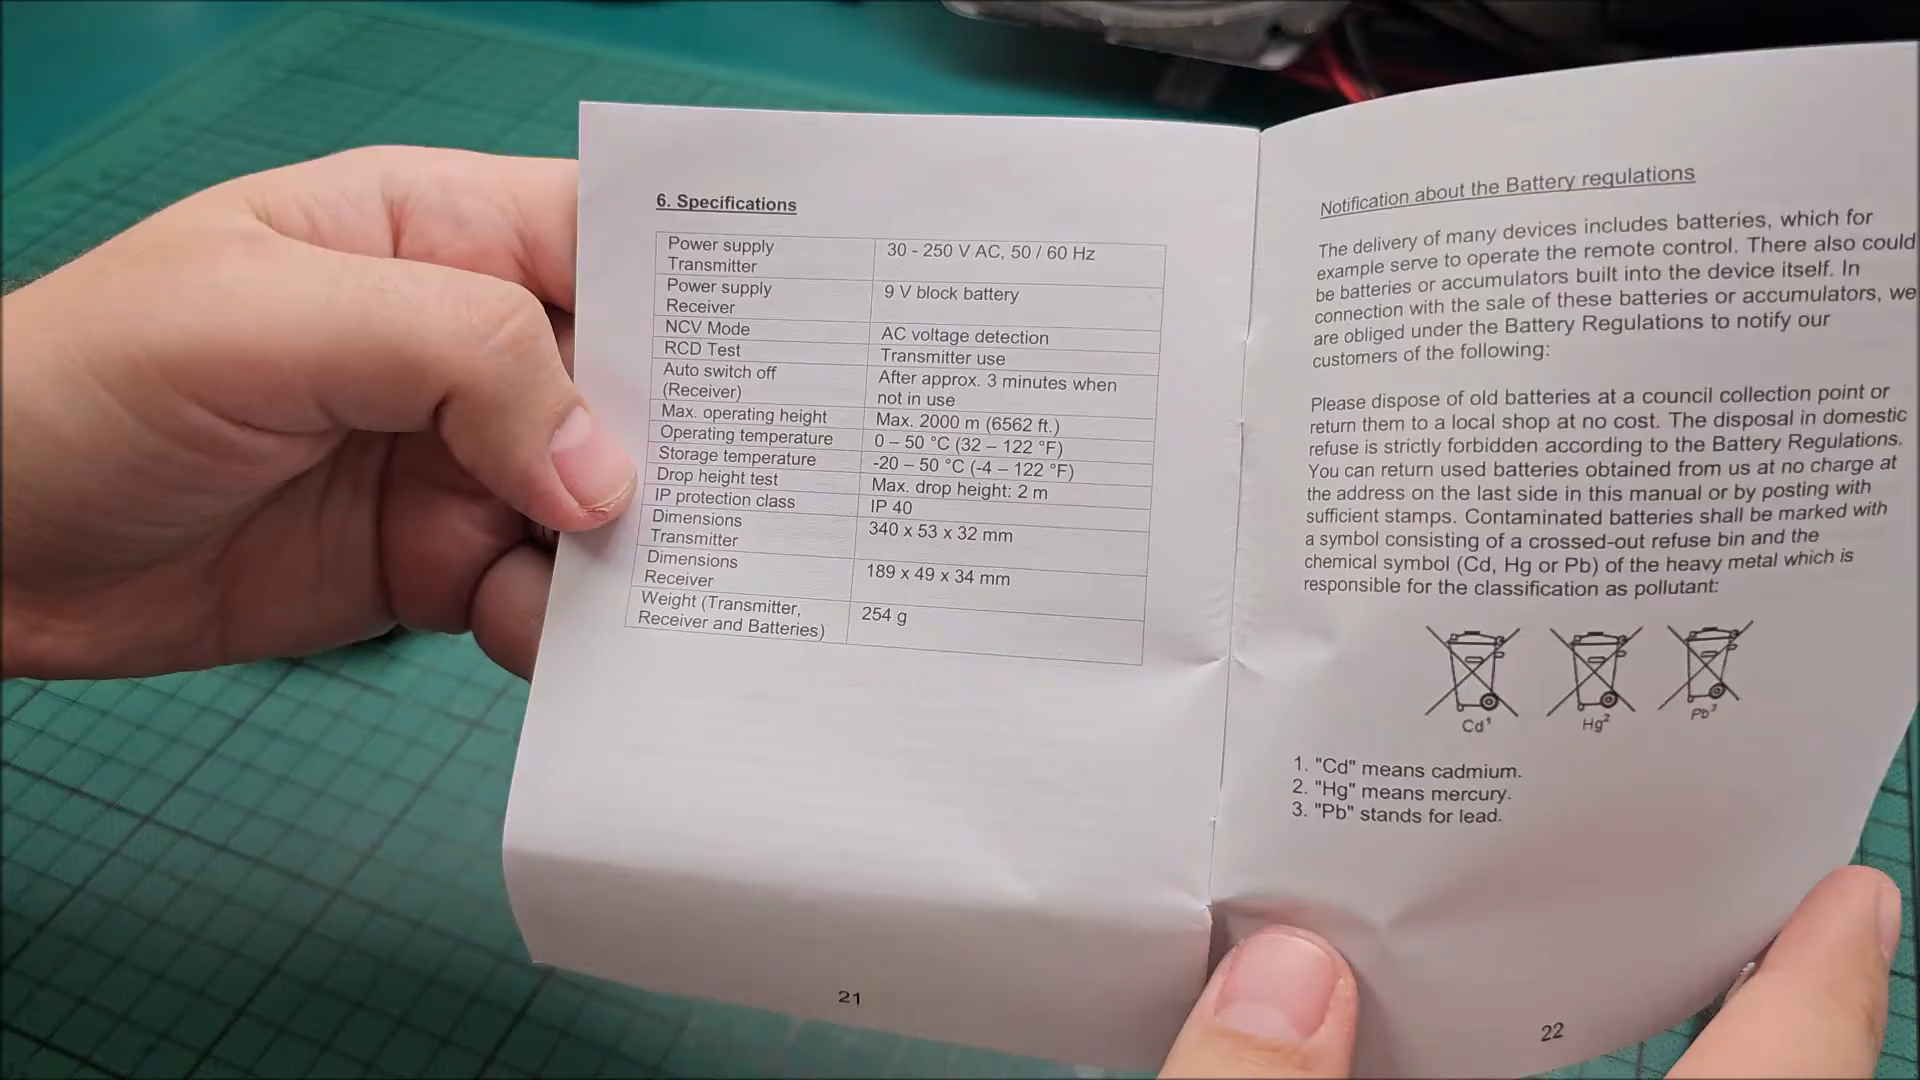 6. Specifications
Power supply
Transmitter
30 - 250 V AC, 50 / 60 Hz
Power supply
Receiver
9 V block battery
NCV Mode
AC voltage detection
RCD Test
Transmitter use
Auto switch off
(Receiver)
After approx. 3 minutes when
not in use
Max. operating height
Max. 2000 m (6562 ft.)
Operating temperature
0 – 50 °C (32 – 122 °F)
Storage temperature
-20 – 50 °C (-4 – 122 °F)
Drop height test
Max. drop height: 2 m
IP protection class
IP 40
Dimensions
Transmitter
340 x 53 x 32 mm
Dimensions
Receiver
189 x 49 x 34 mm
Weight (Transmitter,
Receiver and Batteries)
254 g
21
Notification about the Battery regulations
The delivery of many devices includes batteries, which for
example serve to operate the remote control. There also could
be batteries or accumulators built into the device itself. In
connection with the sale of these batteries or accumulators, we
are obliged under the Battery Regulations to notify our
customers of the following:
Please dispose of old batteries at a council collection point or
return them to a local shop at no cost. The disposal in domestic
refuse is strictly forbidden according to the Battery Regulations.
You can return used batteries obtained from us at no charge at
the address on the last side in this manual or by posting with
sufficient stamps. Contaminated batteries shall be marked with
a symbol consisting of a crossed-out refuse bin and the
chemical symbol (Cd, Hg or Pb) of the heavy metal which is
responsible for the classification as pollutant:
Cd¹
Hg²
Pb³
1. "Cd" means cadmium.
2. "Hg" means mercury.
3. "Pb" stands for lead.
22